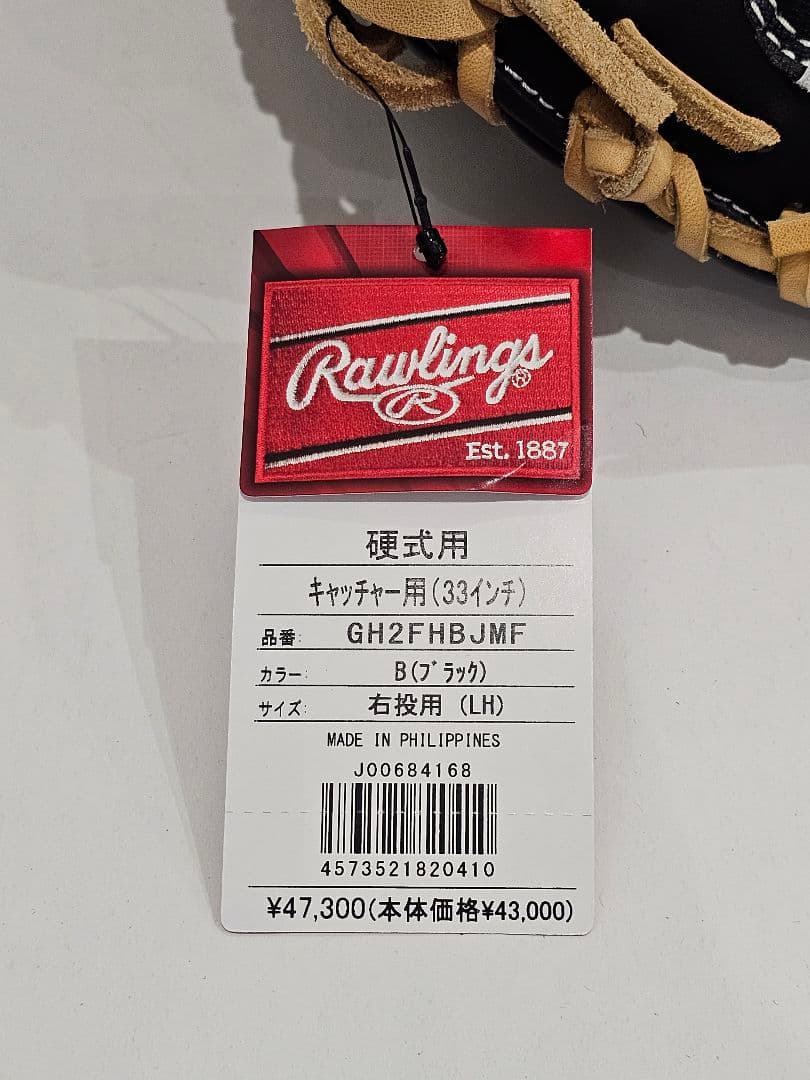 Rawlings
R
Est. 1887
硬式用
キャッチャー用(33インチ)
品番: GH2FHBJMF
カラー: B(ブラック)
サイズ: 右投用 (LH)
MADE IN PHILIPPINES
J00684168
4573521820410
¥47,300(本体価格¥43,000)